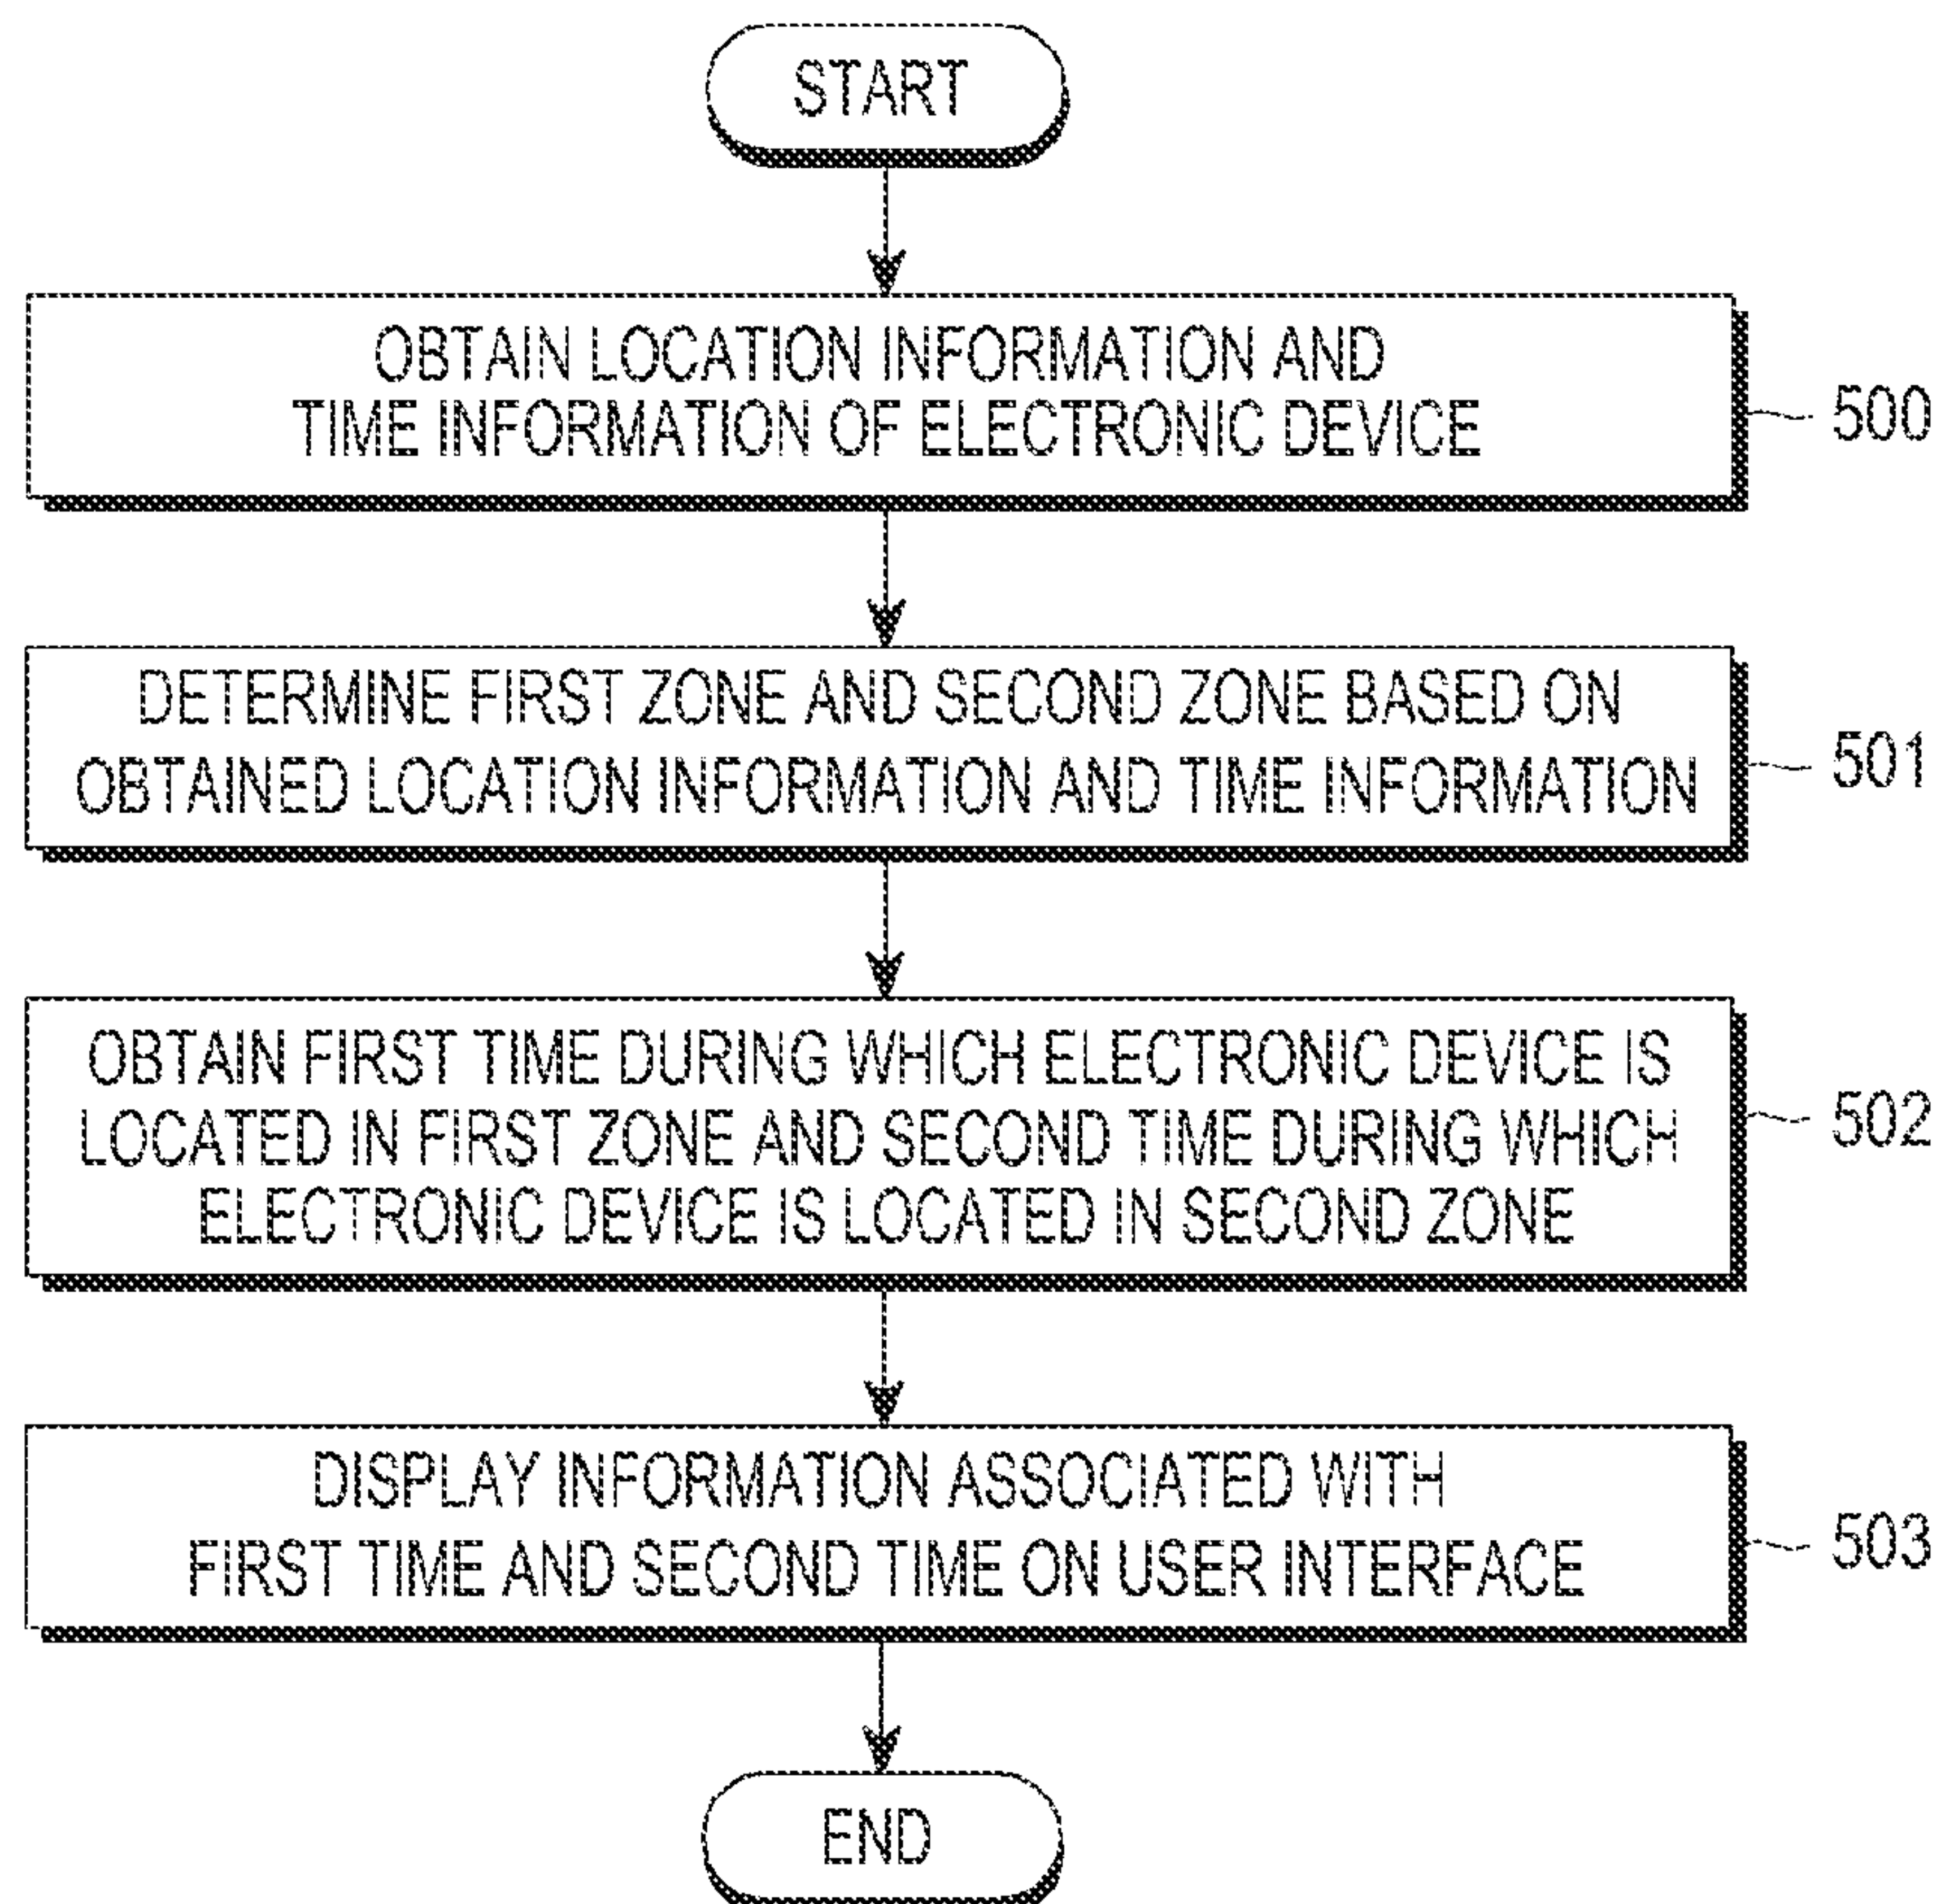 START
OBTAIN LOCATION INFORMATION AND
TIME INFORMATION OF ELECTRONIC DEVICE
500
DETERMINE FIRST ZONE AND SECOND ZONE BASED ON
OBTAINED LOCATION INFORMATION AND TIME INFORMATION
501
OBTAIN FIRST TIME DURING WHICH ELECTRONIC DEVICE IS
LOCATED IN FIRST ZONE AND SECOND TIME DURING WHICH
ELECTRONIC DEVICE IS LOCATED IN SECOND ZONE
502
DISPLAY INFORMATION ASSOCIATED WITH
FIRST TIME AND SECOND TIME ON USER INTERFACE
503
END